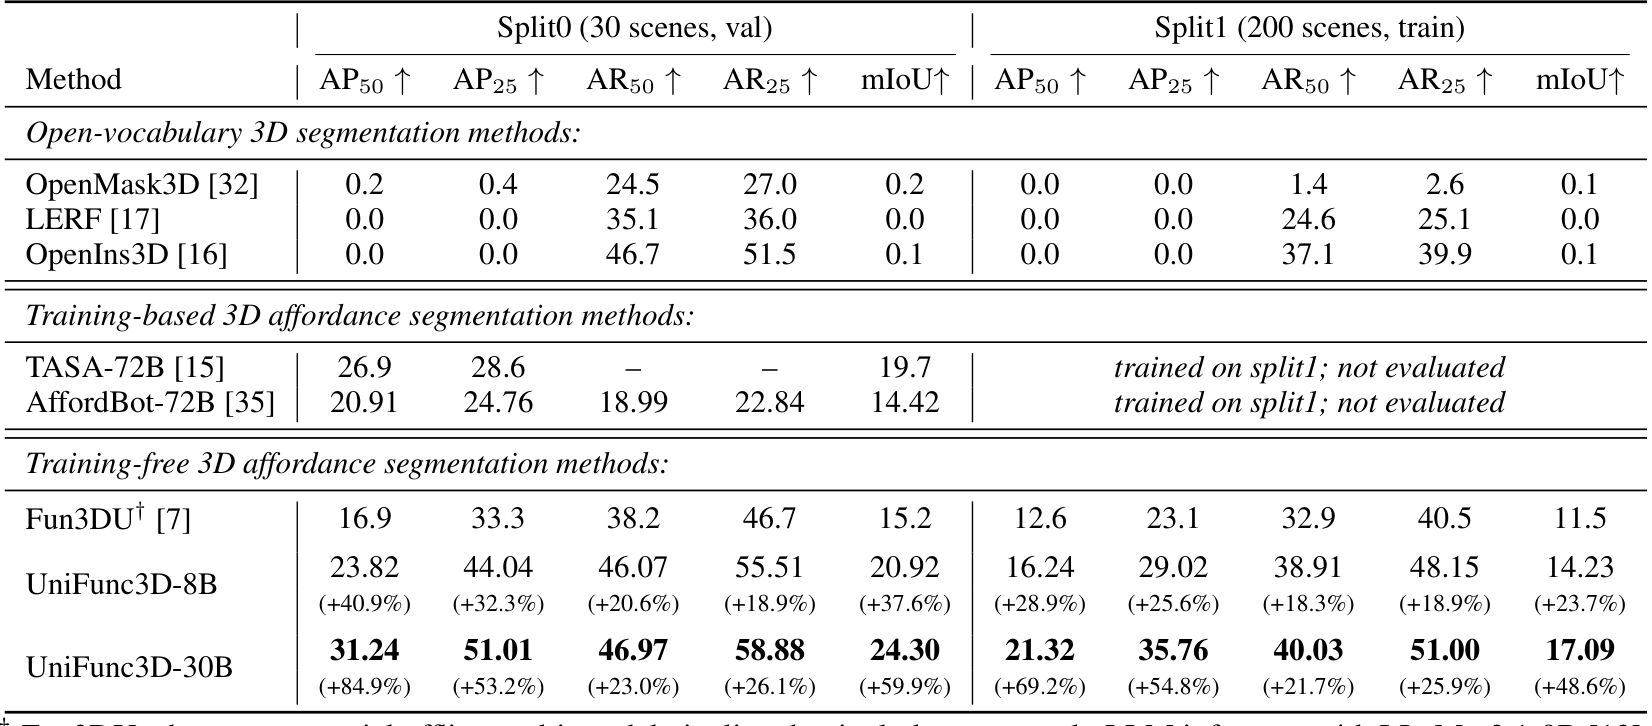 Split0 (30 scenes, val) Split1 (200 scenes, train)
Method AP50 ↑ AP25 ↑ AR50 ↑ AR25 ↑ mIoU↑ AP50 ↑ AP25 ↑ AR50 ↑ AR25 ↑ mIoU↑
Open-vocabulary 3D segmentation methods:
OpenMask3D [32] 0.2 0.4 24.5 27.0 0.2 0.0 0.0 1.4 2.6 0.1
LERF [17] 0.0 0.0 35.1 36.0 0.0 0.0 0.0 24.6 25.1 0.0
OpenIns3D [16] 0.0 0.0 46.7 51.5 0.1 0.0 0.0 37.1 39.9 0.1
Training-based 3D affordance segmentation methods:
TASA-72B [15] 26.9 28.6 – – 19.7 trained on split1; not evaluated
AffordBot-72B [35] 20.91 24.76 18.99 22.84 14.42 trained on split1; not evaluated
Training-free 3D affordance segmentation methods:
Fun3DU† [7] 16.9 33.3 38.2 46.7 15.2 12.6 23.1 32.9 40.5 11.5
UniFunc3D-8B 23.82 44.04 46.07 55.51 20.92 16.24 29.02 38.91 48.15 14.23
(+40.9%) (+32.3%) (+20.6%) (+18.9%) (+37.6%) (+28.9%) (+25.6%) (+18.3%) (+18.9%) (+23.7%)
UniFunc3D-30B 31.24 51.01 46.97 58.88 24.30 21.32 35.76 40.03 51.00 17.09
(+84.9%) (+53.2%) (+23.0%) (+26.1%) (+59.9%) (+69.2%) (+54.8%) (+21.7%) (+25.9%) (+48.6%)